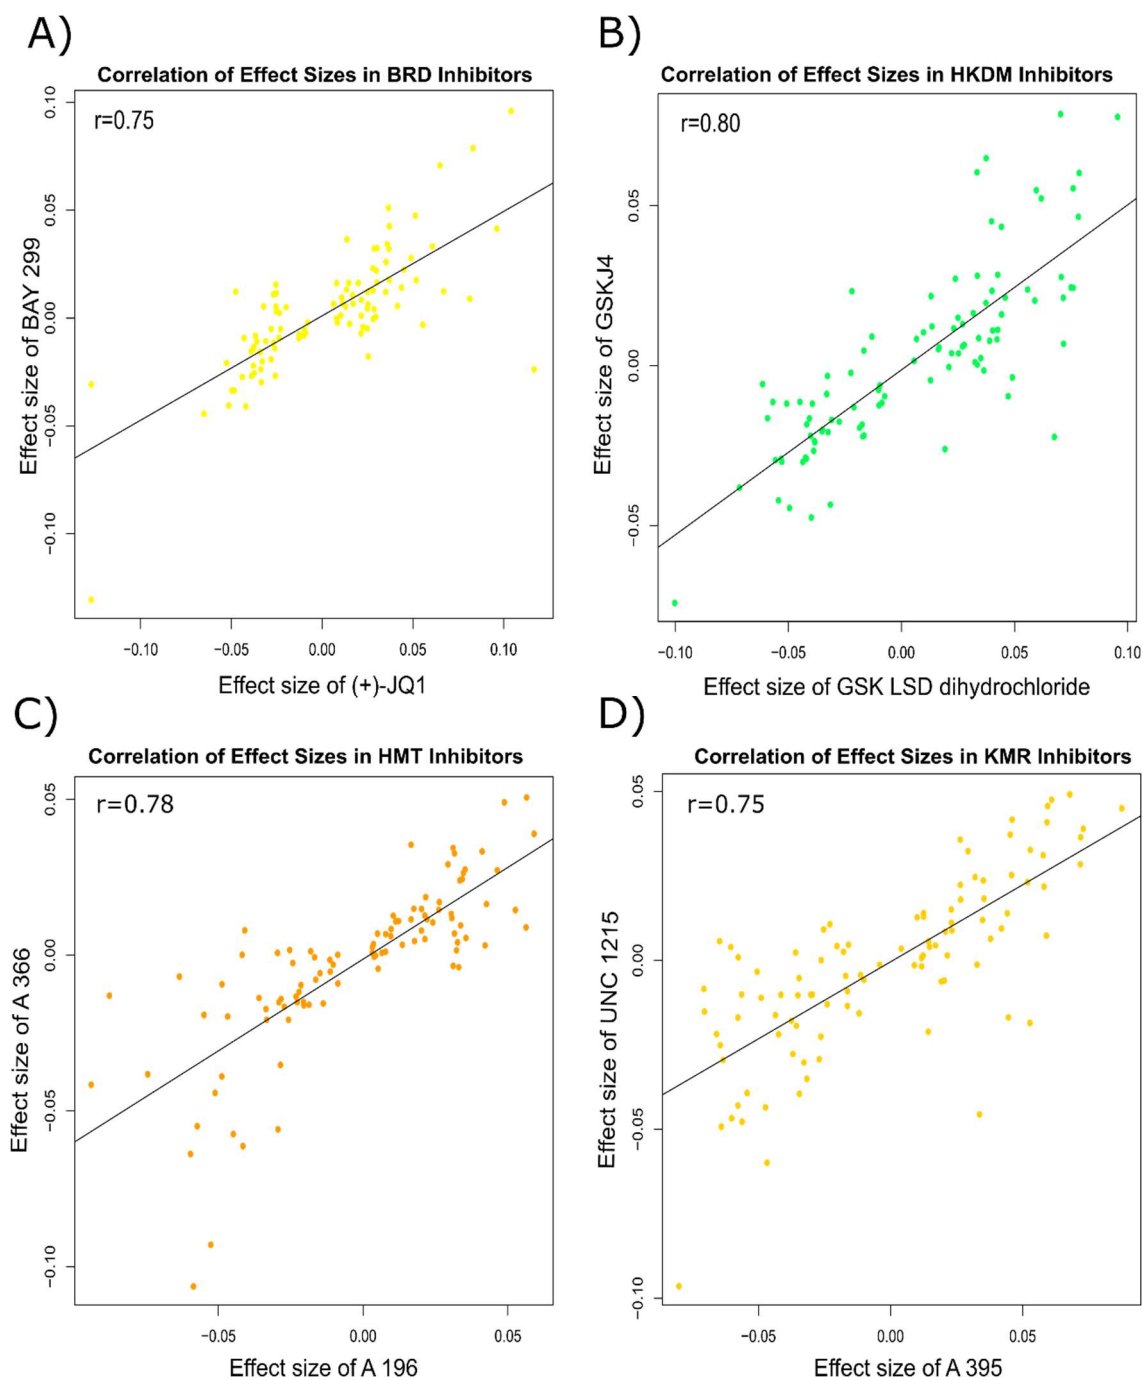 A)
Correlation of Effect Sizes in BRD Inhibitors
r=0.75
0.10
0.05
0.00
−0.05
−0.10
Effect size of BAY 299
−0.10 −0.05 0.00 0.05 0.10
Effect size of (+)-JQ1
B)
Correlation of Effect Sizes in HKDM Inhibitors
r=0.80
0.05
0.00
−0.05
Effect size of GSKJ4
−0.10 −0.05 0.00 0.05 0.10
Effect size of GSK LSD dihydrochloride
C)
Correlation of Effect Sizes in HMT Inhibitors
r=0.78
0.05
0.00
−0.05
−0.10
Effect size of A 366
−0.05 0.00 0.05
Effect size of A 196
D)
Correlation of Effect Sizes in KMR Inhibitors
r=0.75
0.05
0.00
−0.05
−0.10
Effect size of UNC 1215
−0.05 0.00 0.05
Effect size of A 395